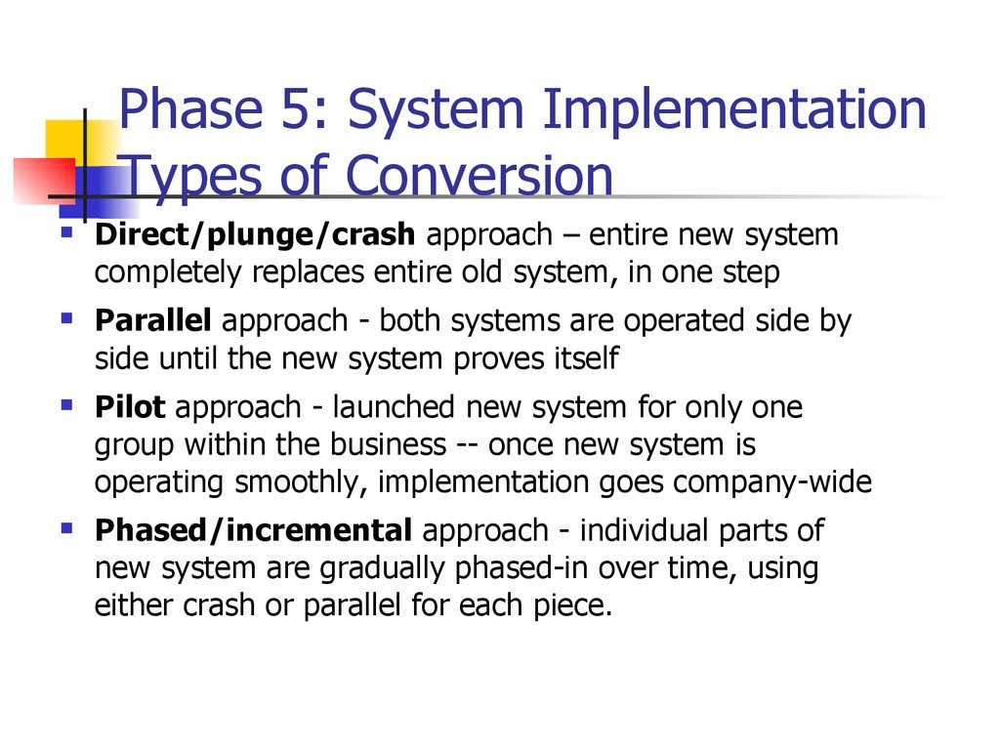 Phase 5: System Implementation
Types of Conversion
Direct/plunge/crash approach – entire new system
completely replaces entire old system, in one step
Parallel approach - both systems are operated side by
side until the new system proves itself
Pilot approach - launched new system for only one
group within the business -- once new system is
operating smoothly, implementation goes company-wide
Phased/incremental approach - individual parts of
new system are gradually phased-in over time, using
either crash or parallel for each piece.